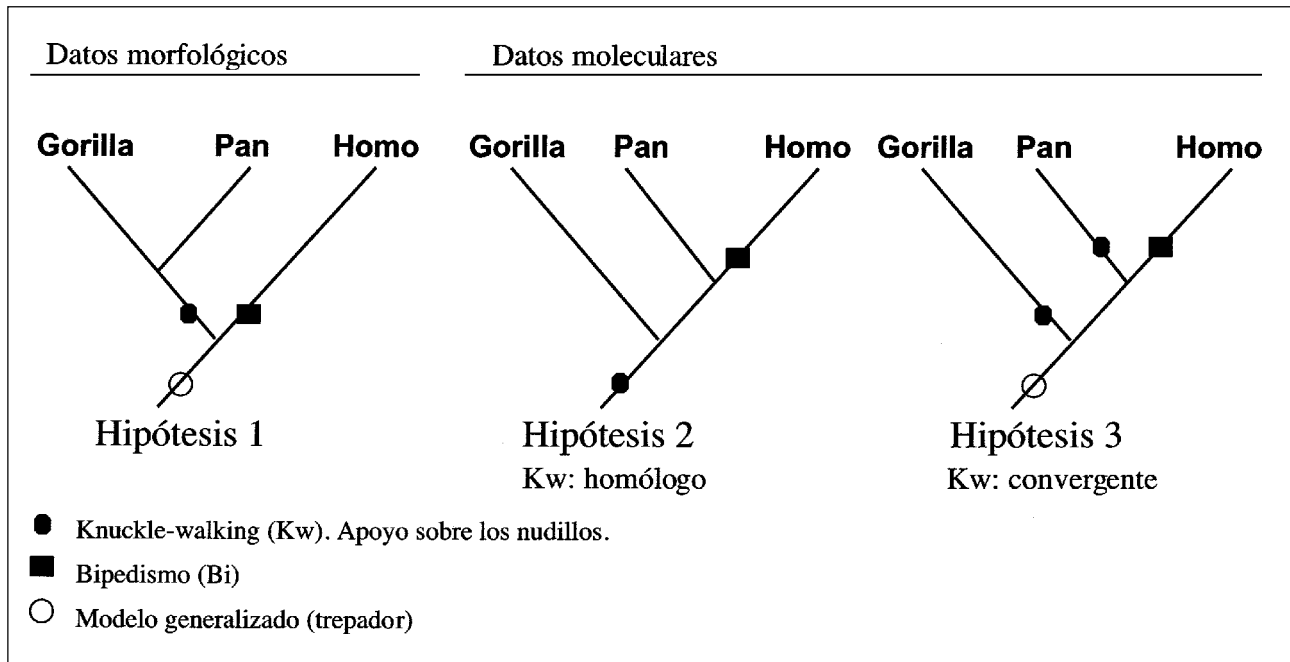 Datos morfológicos
Datos moleculares
Gorilla Pan Homo
Gorilla Pan Homo
Gorilla Pan Homo
Hipótesis 1
Hipótesis 2
Kw: homólogo
Hipótesis 3
Kw: convergente
Knuckle-walking (Kw). Apoyo sobre los nudillos.
Bipedismo (Bi)
Modelo generalizado (trepador)